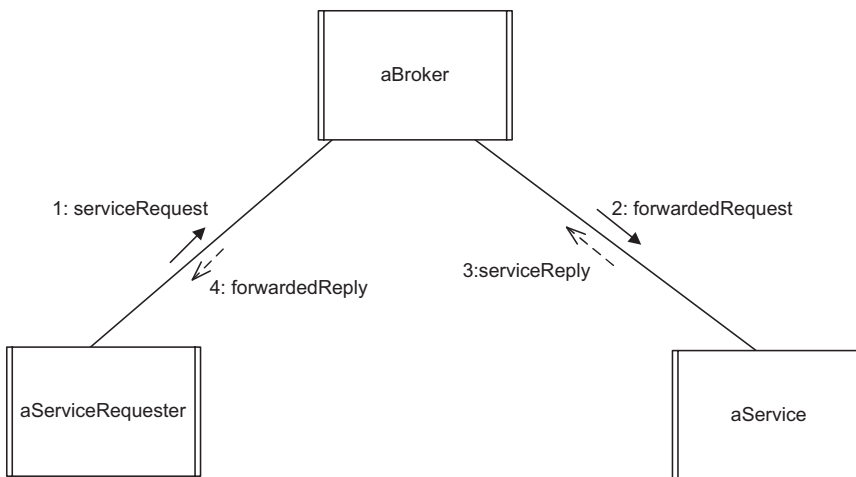 aBroker
1: serviceRequest
2: forwardedRequest
3:serviceReply
4: forwardedReply
aServiceRequester
aService